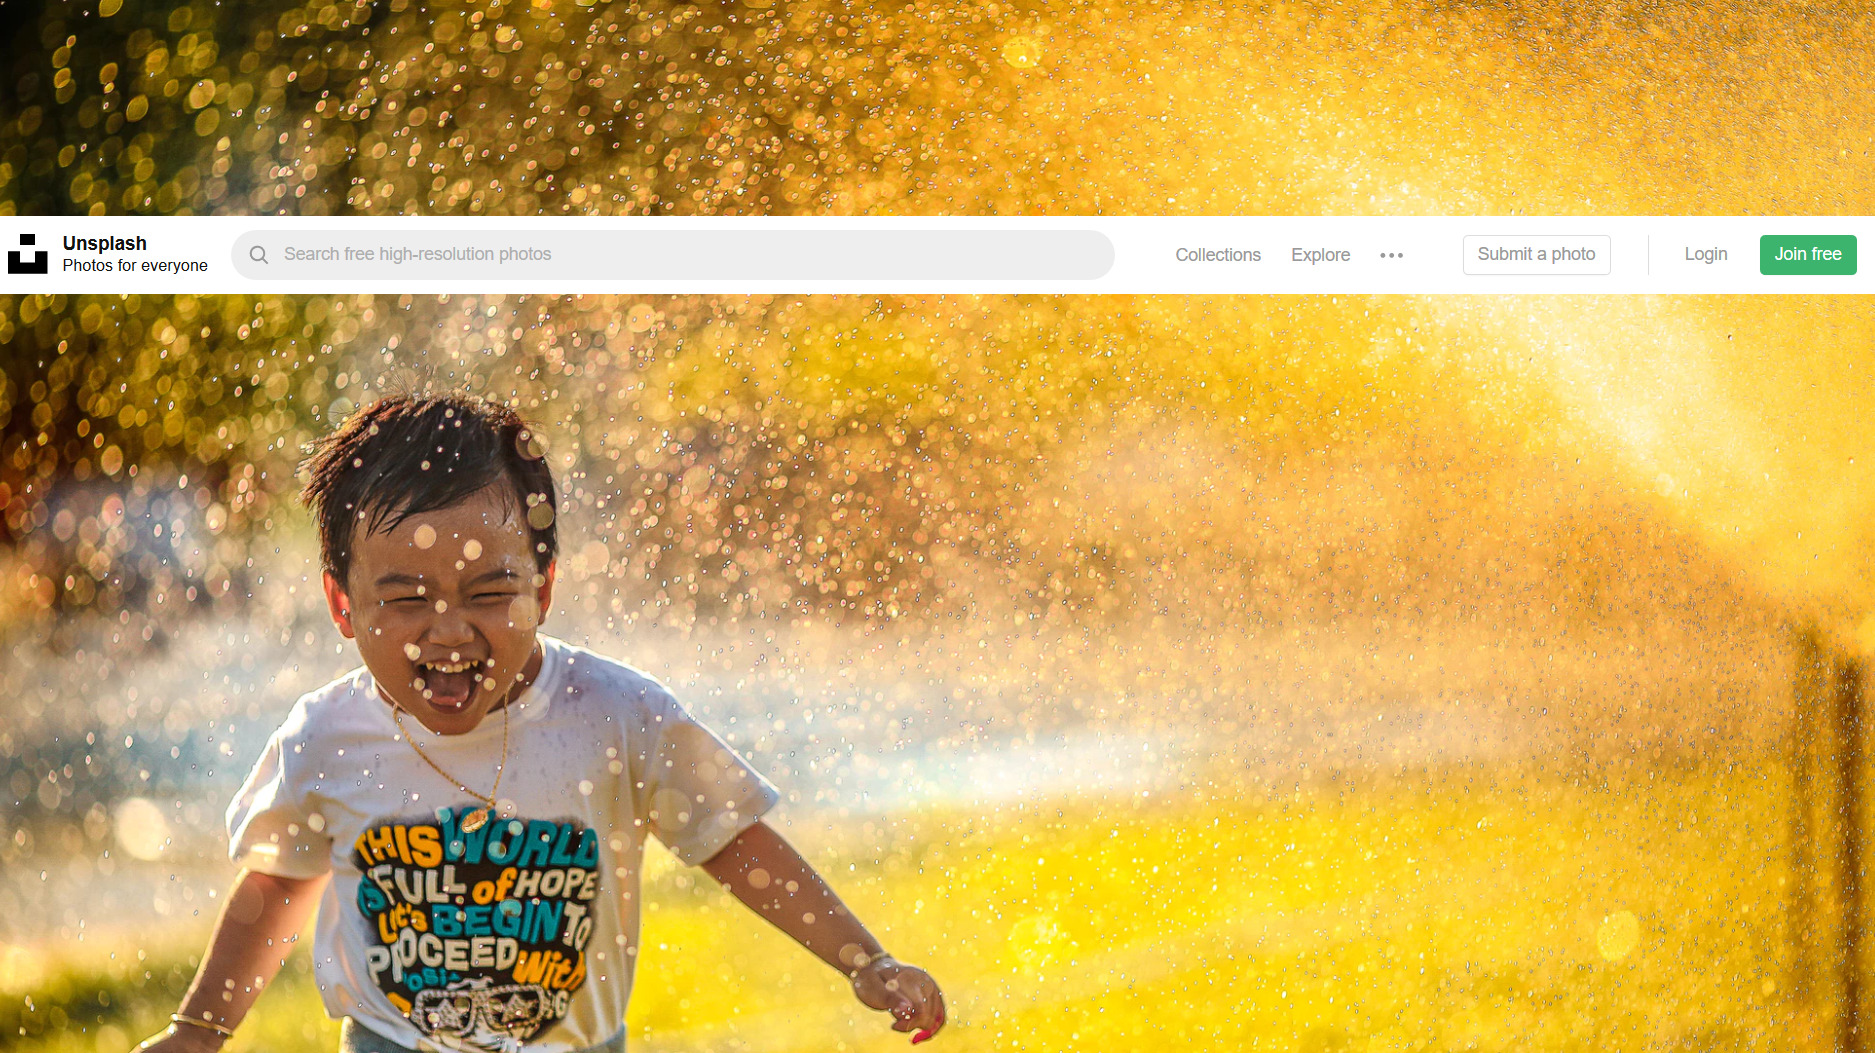 Unsplash
Photos for everyone
Search free high-resolution photos
Collections
Explore
Submit a photo
Login
Join free
THIS WORLD
IS FULL of HOPE
Let's BEGIN TO
PROCEED With